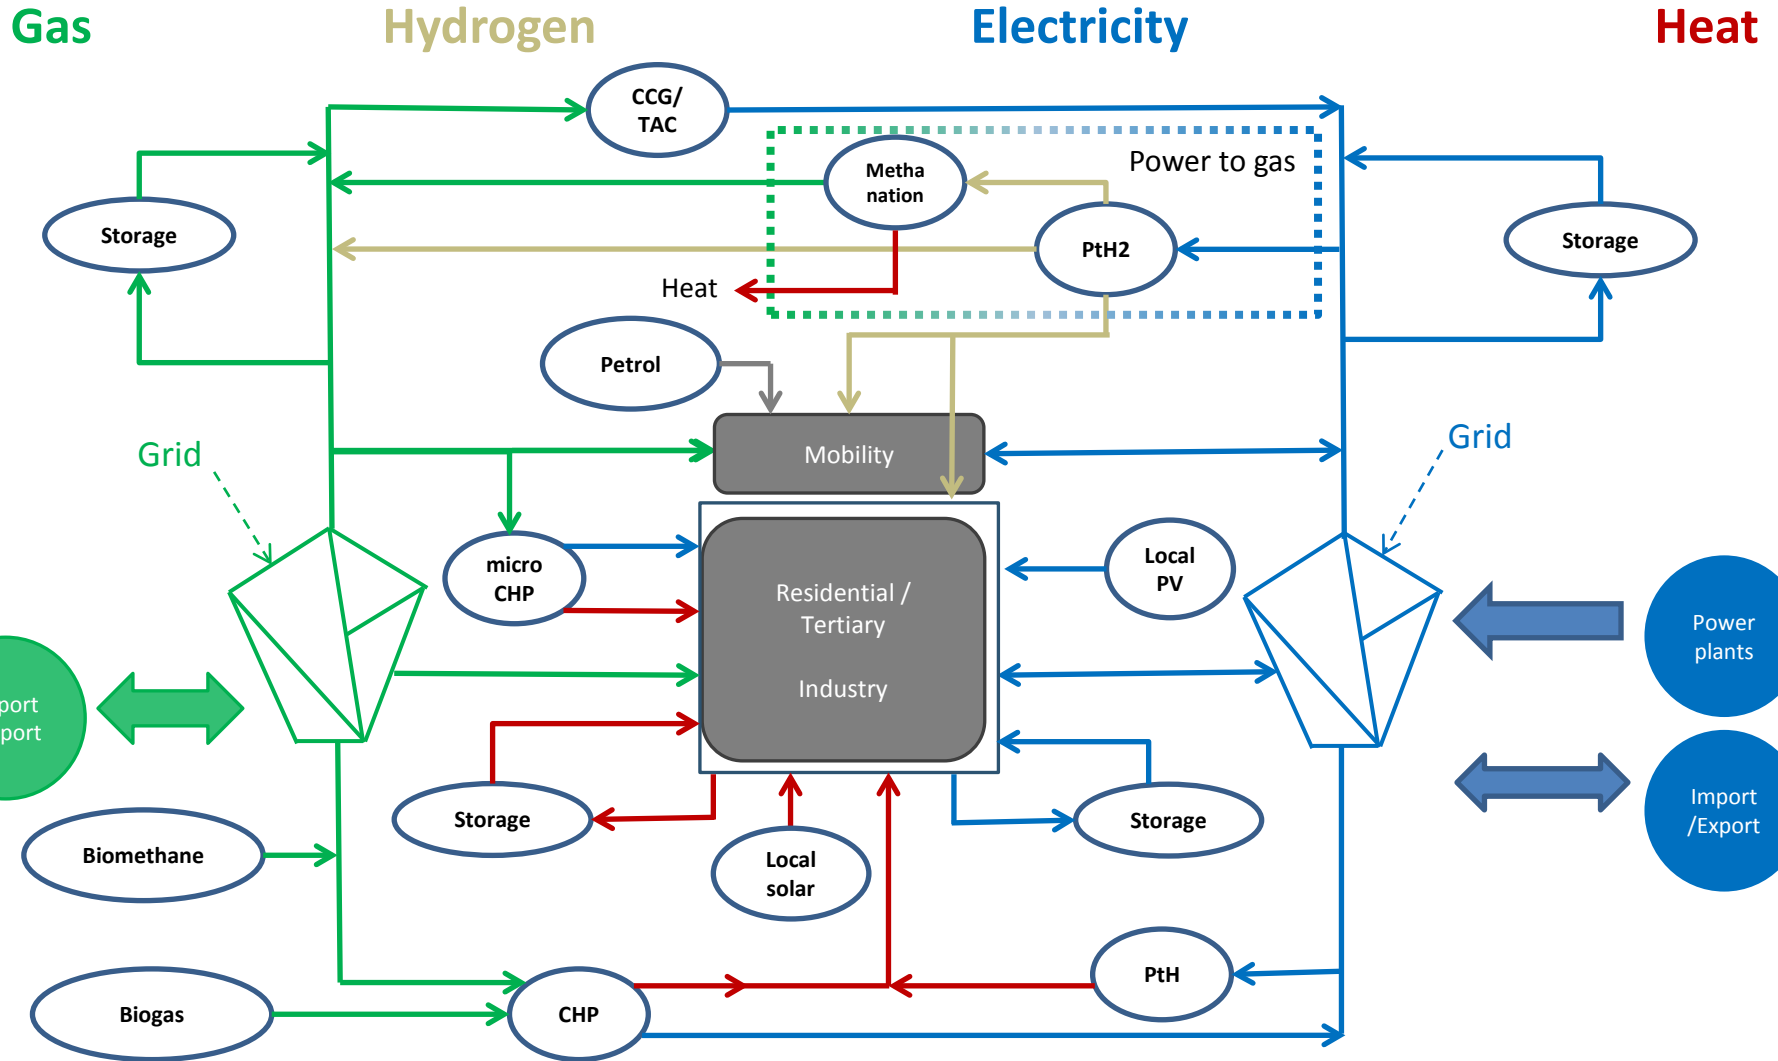 Gas
Hydrogen
Electricity
Heat
CCG/
TAC
Metha
nation
Power to gas
Storage
PtH2
Storage
Heat
Petrol
Grid
Mobility
Grid
micro
CHP
Residential /
Tertiary
Industry
Local
PV
Power
plants
port
port
Import
/Export
Storage
Storage
Biomethane
Local
solar
PtH
Biogas
CHP